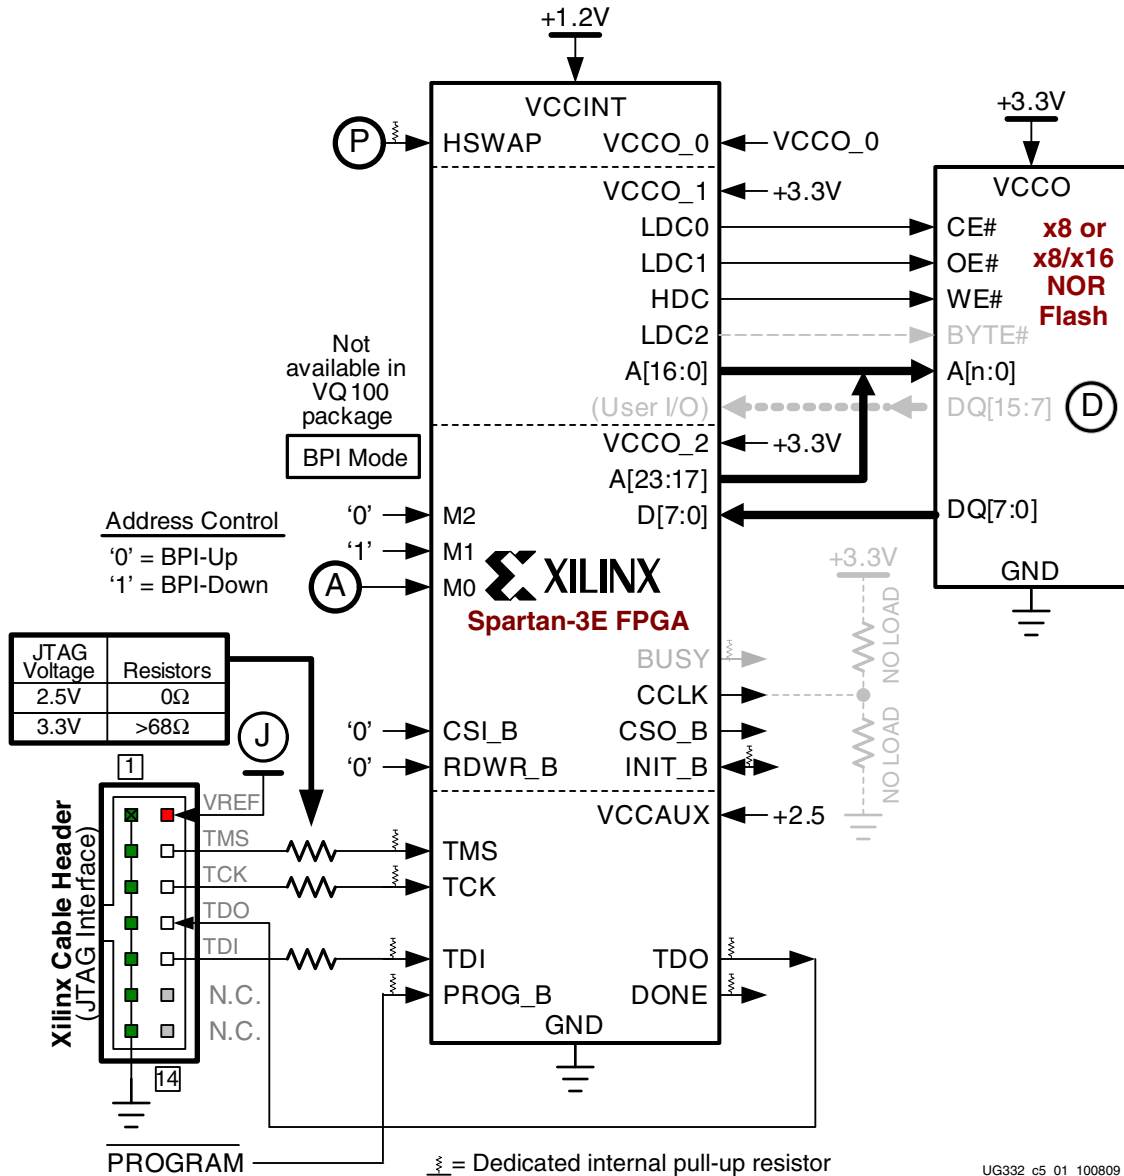 +1.2V
VCCINT
P
HSWAP
VCCO_0
VCCO_0
+3.3V
VCCO_1
+3.3V
VCCO
LDC0
CE#
x8 or
x8/x16
NOR
Flash
LDC1
OE#
HDC
WE#
LDC2
BYTE#
Not
available in
VQ100
package
BPI Mode
A[16:0]
A[n:0]
(User I/O)
DQ[15:7]
D
VCCO_2
+3.3V
A[23:17]
D[7:0]
DQ[7:0]
GND
Address Control
'0' = BPI-Up
'1' = BPI-Down
'0'
M2
'1'
M1
A
M0
XILINX
Spartan-3E FPGA
+3.3V
NO LOAD
NO LOAD
BUSY
CCLK
CSO_B
INIT_B
JTAG
Voltage
Resistors
2.5V
0Ω
3.3V
>68Ω
J
'0'
CSI_B
'0'
RDWR_B
VCCAUX
+2.5
1
VREF
TMS
TCK
TDO
TDI
N.C.
N.C.
14
Xilinx Cable Header
(JTAG Interface)
TMS
TCK
TDI
TDO
PROG_B
DONE
GND
PROGRAM
= Dedicated internal pull-up resistor
UG332_c5_01_100809